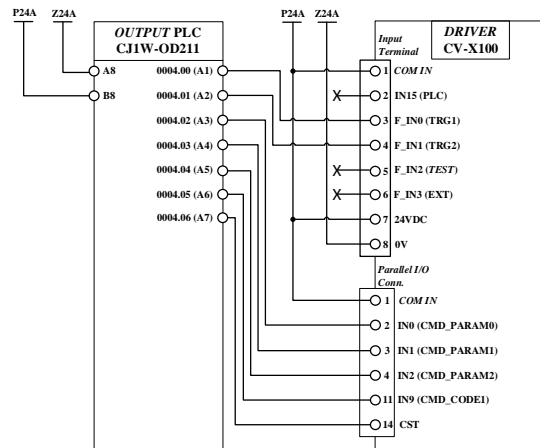 P24A Z24A
OUTPUT PLC
CJ1W-OD211
A8
B8
0004.00 (A1)
0004.01 (A2)
0004.02 (A3)
0004.03 (A4)
0004.04 (A5)
0004.05 (A6)
0004.06 (A7)
P24A Z24A
Input
Terminal
DRIVER
CV-X100
1 COM IN
X 2 IN15 (PLC)
3 F_IN0 (TRG1)
4 F_IN1 (TRG2)
X 5 F_IN2 (TEST)
X 6 F_IN3 (EXT)
7 24VDC
8 0V
Parallel I/O
Conn.
1 COM IN
2 IN0 (CMD_PARAM0)
3 IN1 (CMD_PARAM1)
4 IN2 (CMD_PARAM2)
11 IN9 (CMD_CODE1)
14 CST